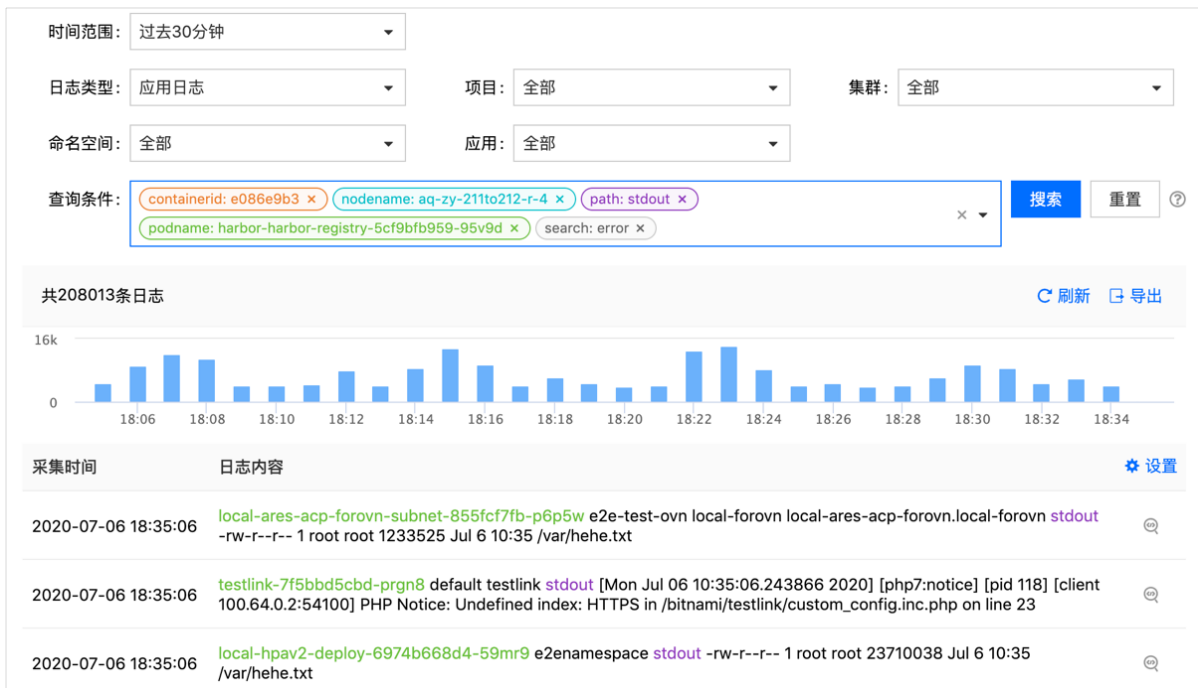 时间范围： 过去30分钟
日志类型： 应用日志 项目： 全部 集群： 全部
命名空间： 全部 应用： 全部
查询条件： containerid: e086e9b3 × nodename: aq-zy-211to212-r-4 × path: stdout × 搜索 重置
podname: harbor-harbor-registry-5cf9bfb959-95v9d × search: error ×
共208013条日志 刷新 导出
16k
0
18:06 18:08 18:10 18:12 18:14 18:16 18:18 18:20 18:22 18:24 18:26 18:28 18:30 18:32 18:34
采集时间 日志内容 设置
2020-07-06 18:35:06 local-ares-acp-forovn-subnet-855fcf7fb-p6p5w e2e-test-ovn local-forovn local-ares-acp-forovn.local-forovn stdout
-rw-r--r-- 1 root root 1233525 Jul 6 10:35 /var/hehe.txt
2020-07-06 18:35:06 testlink-7f5bbd5cbd-prgn8 default testlink stdout [Mon Jul 06 10:35:06.243866 2020] [php7:notice] [pid 118] [client
100.64.0.2:54100] PHP Notice: Undefined index: HTTPS in /bitnami/testlink/custom_config.inc.php on line 23
2020-07-06 18:35:06 local-hpav2-deploy-6974b668d4-59mr9 e2enamespace stdout -rw-r--r-- 1 root root 23710038 Jul 6 10:35
/var/hehe.txt